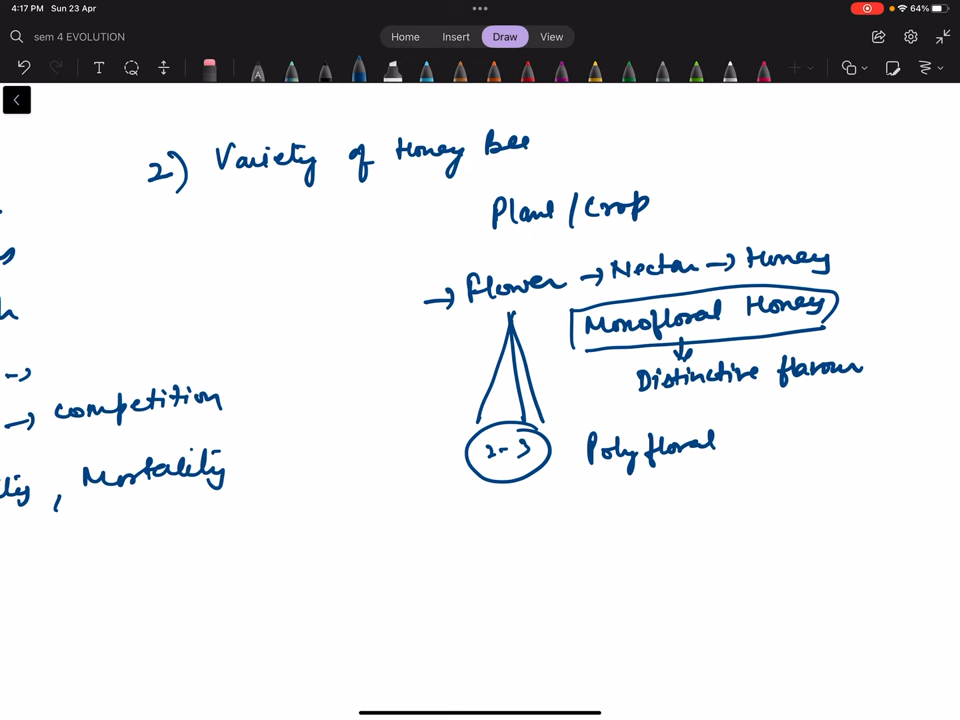 4:17 PM Sun 23 Apr
64%
sem 4 EVOLUTION
Home Insert Draw View
T
A
2) Variety of Honey Bee
Plant / Crop
→ Flower → Nectar → Honey
Monofloral Honey
Distinctive flavour
→ competition
2-3 Polyfloral
, Mortality